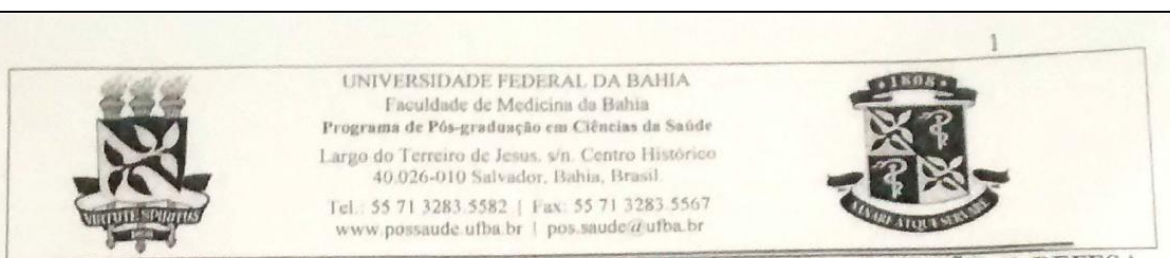 1
UNIVERSIDADE FEDERAL DA BAHIA
Faculdade de Medicina da Bahia
Programa de Pós-graduação em Ciências da Saúde
Largo do Terreiro de Jesus, s/n. Centro Histórico
40.026-010 Salvador, Bahia, Brasil.
Tel.: 55 71 3283.5582 | Fax: 55 71 3283.5567
www.possaude.ufba.br | pos.saude@ufba.br
VIRTUTE SPIRITUS
1808
SANARE ATQUE SERVARE
DEFESA